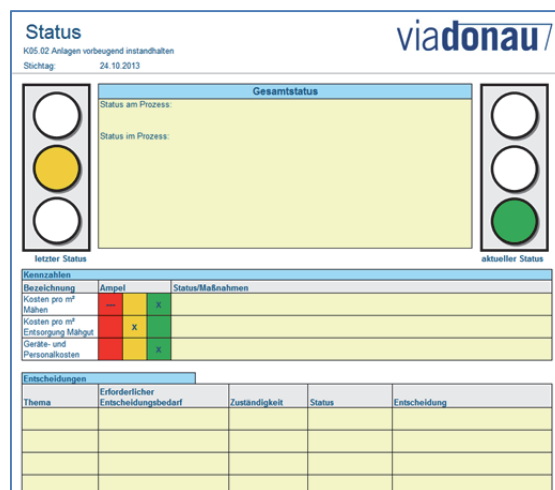 Status
viadonau
K05.02 Anlagen vorbeugend instandhalten
Stichtag: 24.10.2013
Gesamtstatus
Status am Prozess:
Status im Prozess:
letzter Status
aktueller Status
Kennzahlen
Bezeichnung Ampel Status/Maßnahmen
Kosten pro m²
Mähen --- X
Kosten pro m²
Entsorgung Mähgut X
Geräte- und
Personalkosten X
Entscheidungen
Thema Erforderlicher
Entscheidungsbedarf Zuständigkeit Status Entscheidung